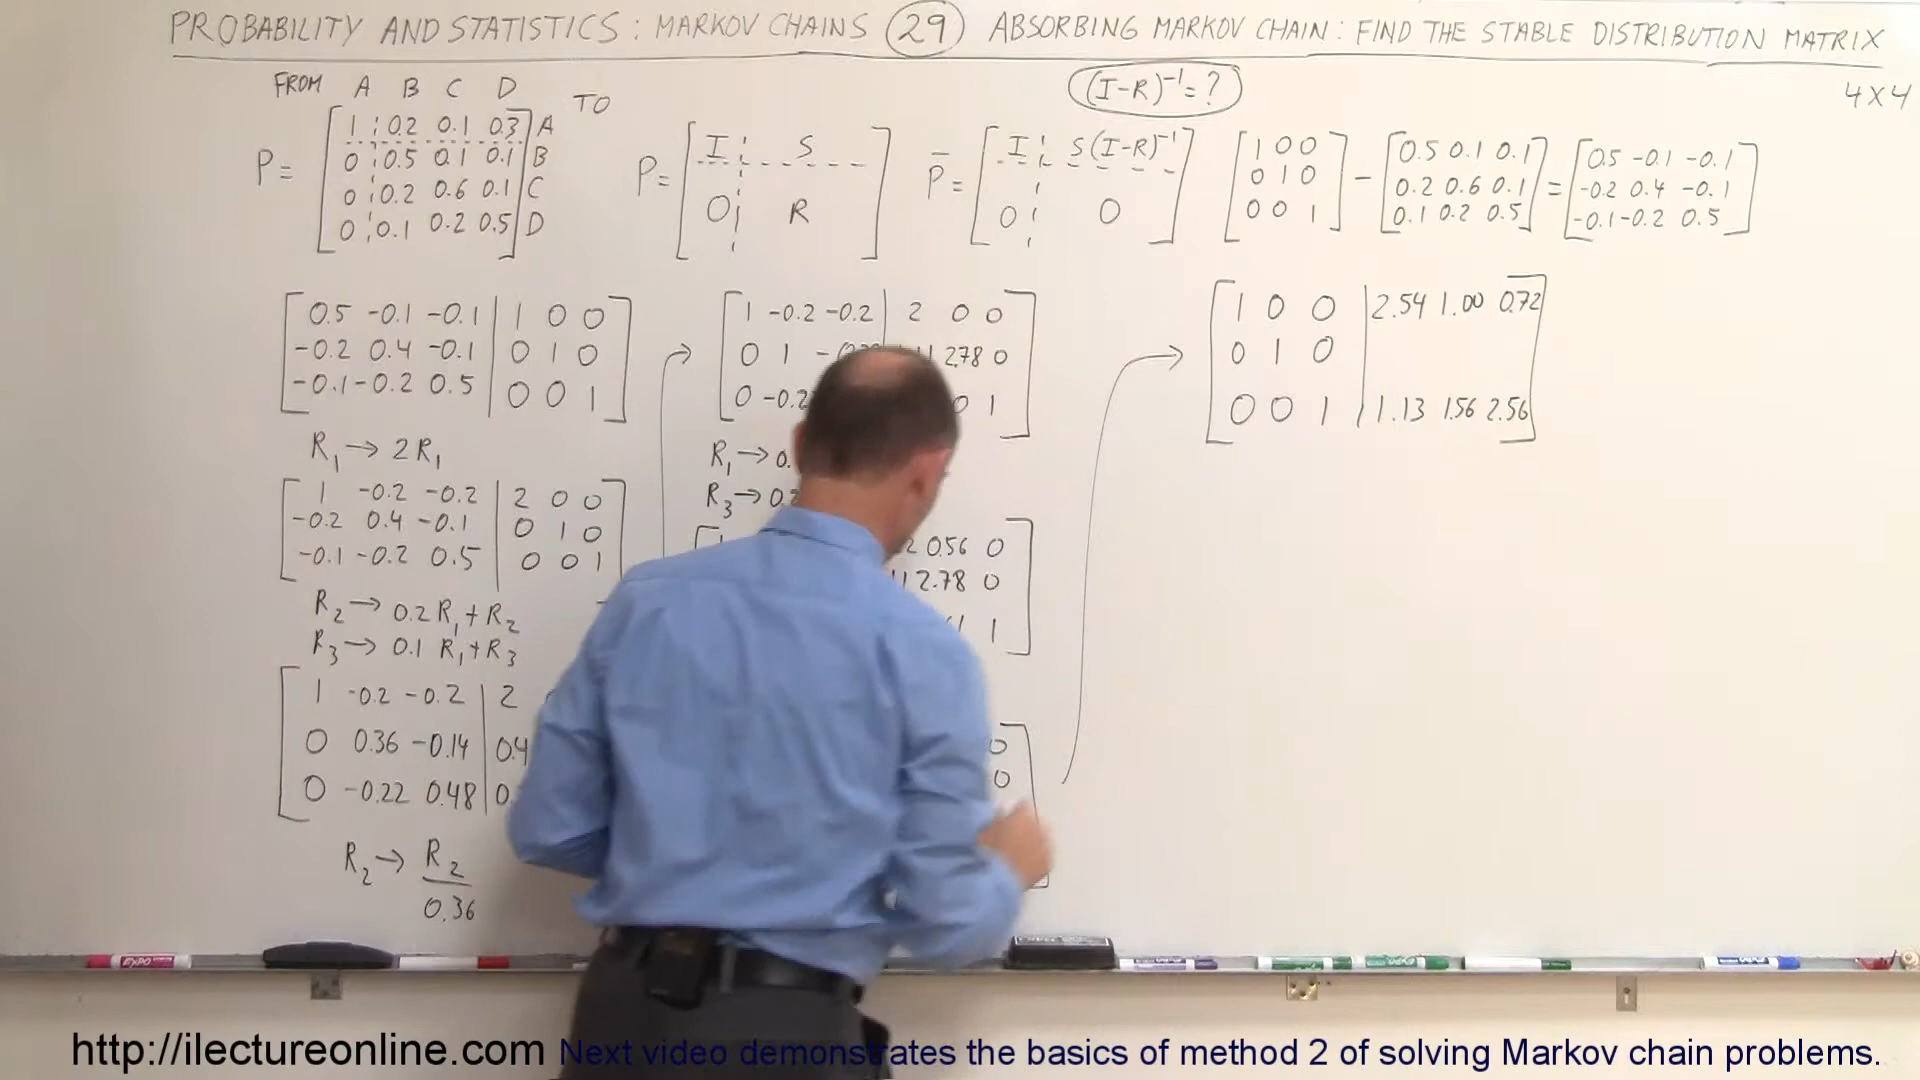 PROBABILITY AND STATISTICS: MARKOV CHAINS 29 ABSORBING MARKOV CHAIN: FIND THE STABLE DISTRIBUTION MATRIX
FROM A B C D TO
(I-R)⁻¹=?
4X4
P=
1 0.2 0.1 0.3 A
0 0.5 0.1 0.1 B
0 0.2 0.6 0.1 C
0 0.1 0.2 0.5 D
P=
I S
O R
P̄=
I S(I-R)⁻¹
O O
1 0 0
0 1 0
0 0 1
-
0.5 0.1 0.1
0.2 0.6 0.1
0.1 0.2 0.5
=
0.5 -0.1 -0.1
-0.2 0.4 -0.1
-0.1 -0.2 0.5
0.5 -0.1 -0.1 1 0 0
-0.2 0.4 -0.1 0 1 0
-0.1 -0.2 0.5 0 0 1
R₁→2R₁
1 -0.2 -0.2 2 0 0
-0.2 0.4 -0.1 0 1 0
-0.1 -0.2 0.5 0 0 1
R₂→0.2R₁+R₂
R₃→0.1 R₁+R₃
1 -0.2 -0.2 2
0 0.36 -0.14 0.4
0 -0.22 0.48
R₂→R₂
0.36
1 -0.2 -0.2 2 0 0
0 1 2.78 0
0 0 1
R₁→
R₃→
0.56 0
2.78 0
1
0
0
1 0 0 2.54 1.00 0.72
0 1 0
0 0 1 1.13 1.56 2.56
EXPO
http://ilectureonline.com Next video demonstrates the basics of method 2 of solving Markov chain problems.